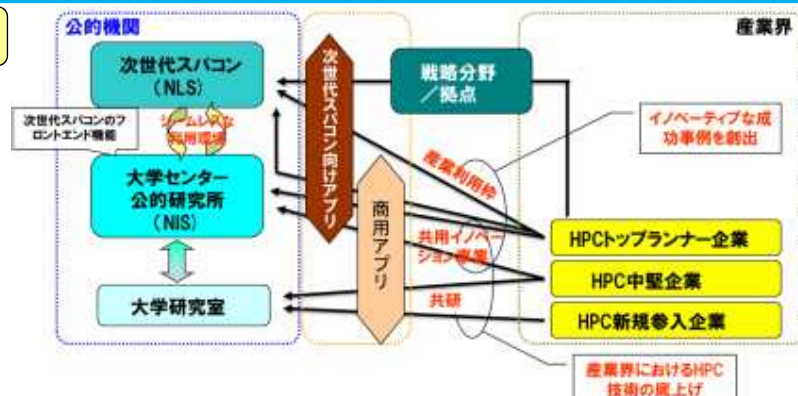 公的機関
産業界
次世代スパコン
(NLS)
次世代スパコンのフ
ロントエンド機能
シームレスな
利用環境
大学センター
公的研究所
(NIS)
大学研究室
次世代スパコン向けアプリ
商用アプリ
戦略分野
/拠点
産業利用枠
共用イノベー
ション事業
共研
イノベーティブな成
功事例を創出
HPCトップランナー企業
HPC中堅企業
HPC新規参入企業
産業界におけるHPC
技術の底上げ